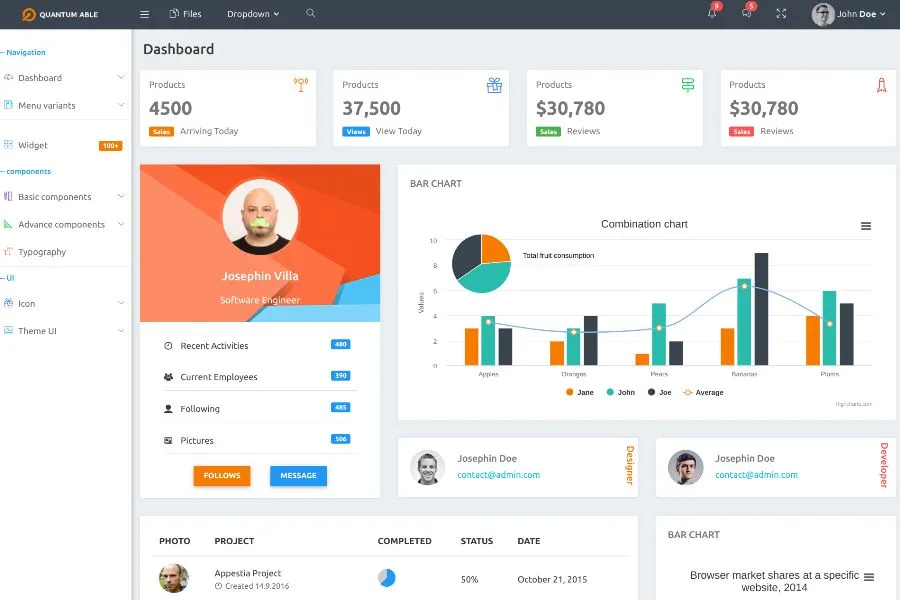 QUANTUM ABLE
Files
Dropdown
9
5
John Doe
Navigation
Dashboard
Menu variants
Widget
100+
components
Basic components
Advance components
Typography
UI
Icon
Theme UI
Dashboard
Products
4500
Sales Arriving Today
Products
37,500
Views View Today
Products
$30,780
Sales Reviews
Products
$30,780
Sales Reviews
Josephin Villa
Software Engineer
Recent Activities 480
Current Employees 390
Following 485
Pictures 506
FOLLOWS
MESSAGE
BAR CHART
Combination chart
Total fruit consumption
Values
10
8
6
4
2
0
Apples
Oranges
Pears
Bananas
Plums
Jane
John
Joe
Average
Highcharts.com
Josephin Doe
contact@admin.com
Designer
Josephin Doe
contact@admin.com
Developer
PHOTO PROJECT COMPLETED STATUS DATE
Appestia Project
Created 14.9.2016
50%
October 21, 2015
BAR CHART
Browser market shares at a specific
website, 2014